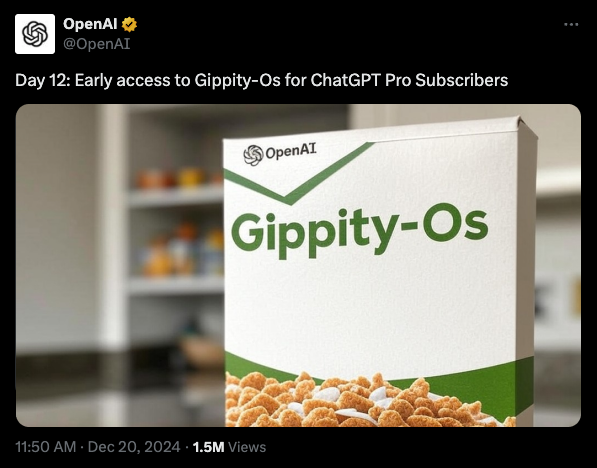 OpenAI
@OpenAI
Day 12: Early access to Gippity-Os for ChatGPT Pro Subscribers
OpenAI
Gippity-Os
11:50 AM · Dec 20, 2024 · 1.5M Views